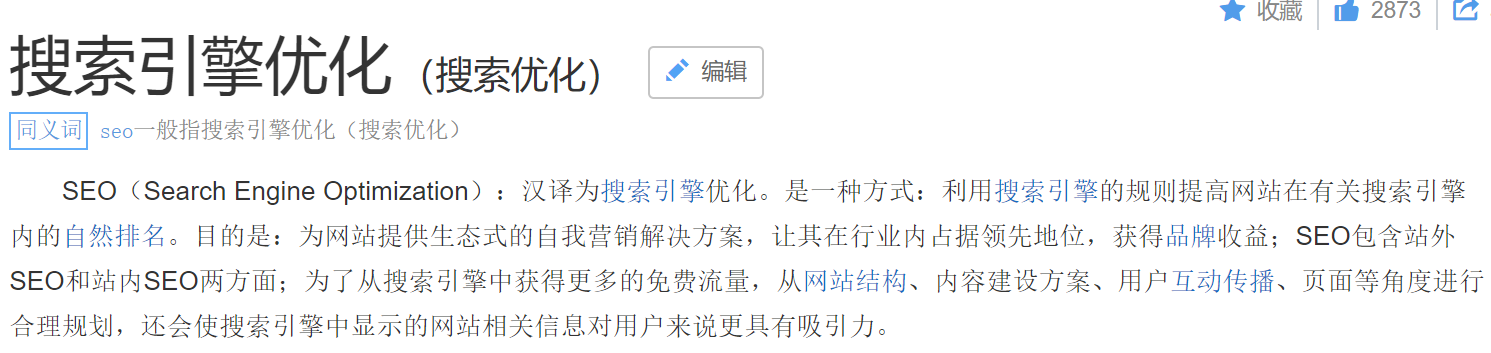 收藏 2873
搜索引擎优化（搜索优化） 编辑
同义词 seo一般指搜索引擎优化（搜索优化）
SEO（Search Engine Optimization）：汉译为搜索引擎优化。是一种方式：利用搜索引擎的规则提高网站在有关搜索引擎
内的自然排名。目的是：为网站提供生态式的自我营销解决方案，让其在行业内占据领先地位，获得品牌收益；SEO包含站外
SEO和站内SEO两方面；为了从搜索引擎中获得更多的免费流量，从网站结构、内容建设方案、用户互动传播、页面等角度进行
合理规划，还会使搜索引擎中显示的网站相关信息对用户来说更具有吸引力。